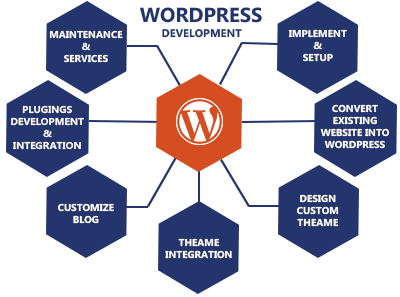 WORDPRESS
DEVELOPMENT
MAINTENANCE
&
SERVICES
IMPLEMENT
&
SETUP
PLUGINGS
DEVELOPMENT
&
INTEGRATION
W
CONVERT
EXISTING
WEBSITE INTO
WORDPRESS
CUSTOMIZE
BLOG
DESIGN
CUSTOM
THEAME
THEAME
INTEGRATION